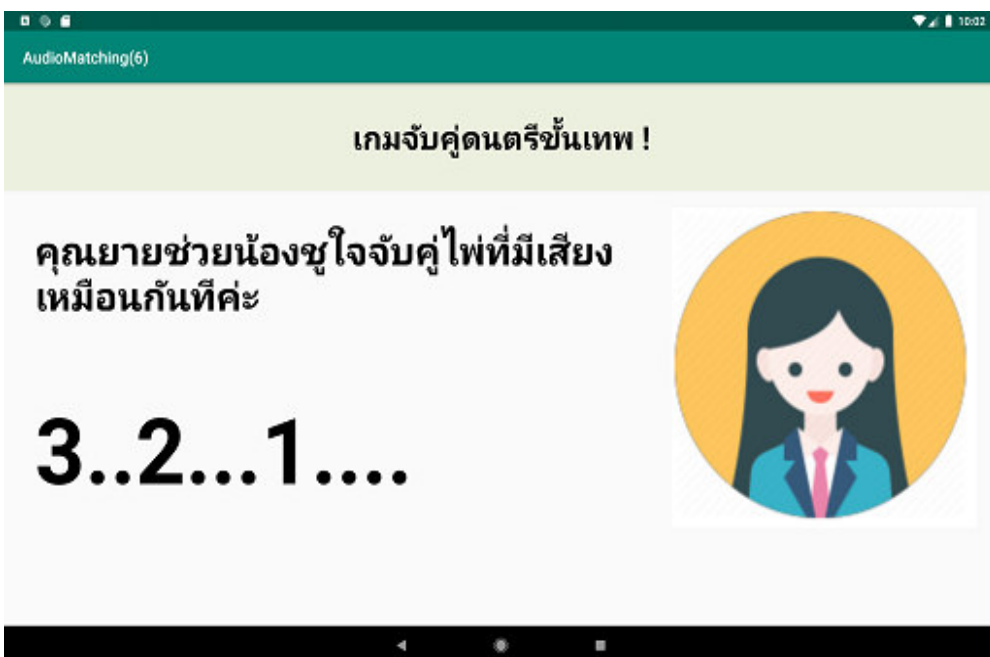 10:02
AudioMatching(6)
เกมจับคู่ดนตรีขั้นเทพ !
คุณยายช่วยน้องชูใจจับคู่ไพ่ที่มีเสียง
เหมือนกันทีค่ะ
3..2...1....